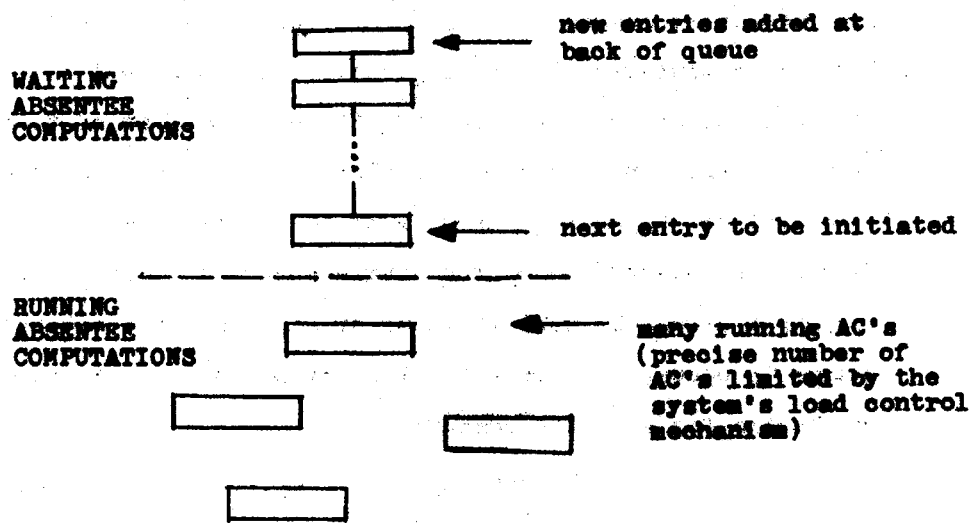 new entries added at
back of queue
WAITING
ABSENTEE
COMPUTATIONS
next entry to be initiated
RUNNING
ABSENTEE
COMPUTATIONS
many running AC's
(precise number of
AC's limited by the
system's load control
mechanism)